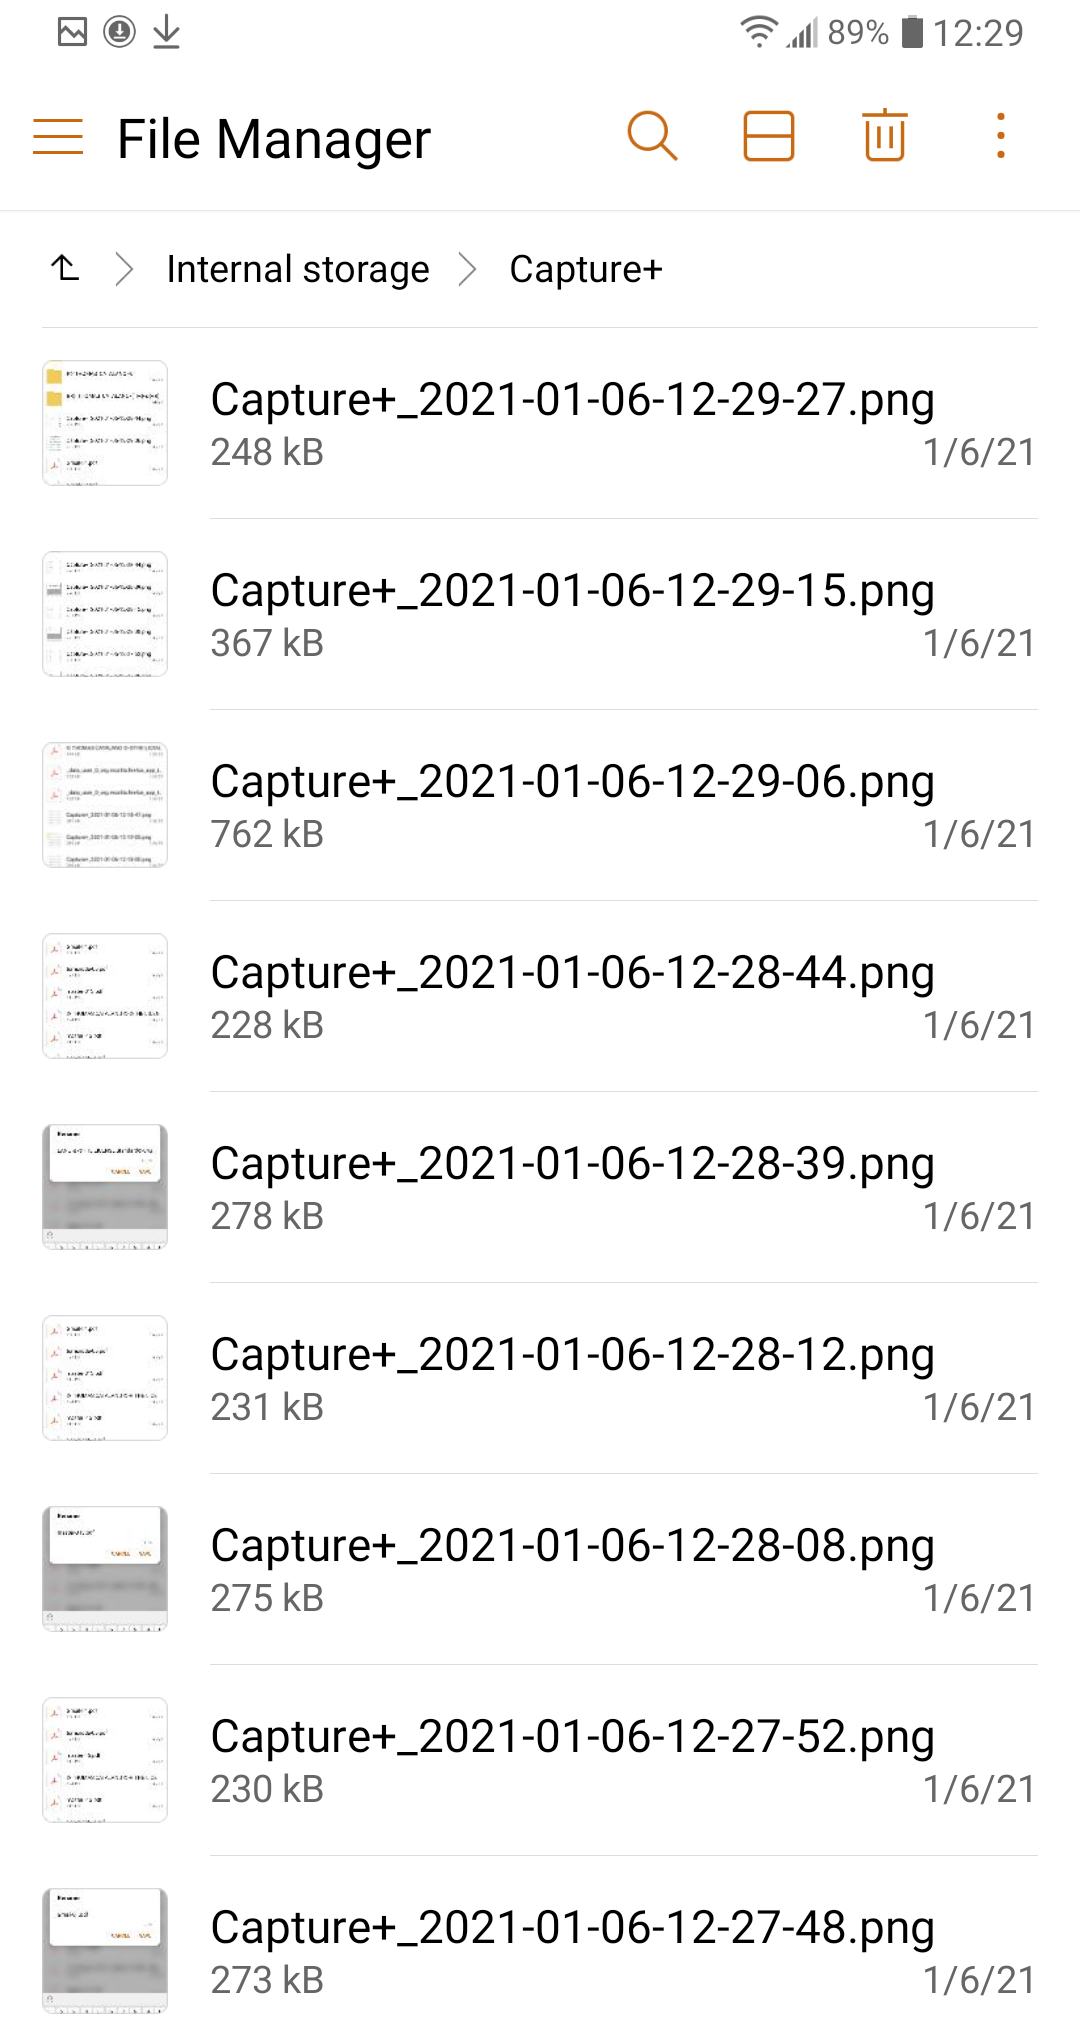 89% 12:29
File Manager
Internal storage Capture+
Capture+_2021-01-06-12-29-27.png
248 kB 1/6/21
Capture+_2021-01-06-12-29-15.png
367 kB 1/6/21
Capture+_2021-01-06-12-29-06.png
762 kB 1/6/21
Capture+_2021-01-06-12-28-44.png
228 kB 1/6/21
Capture+_2021-01-06-12-28-39.png
278 kB 1/6/21
Capture+_2021-01-06-12-28-12.png
231 kB 1/6/21
Capture+_2021-01-06-12-28-08.png
275 kB 1/6/21
Capture+_2021-01-06-12-27-52.png
230 kB 1/6/21
Capture+_2021-01-06-12-27-48.png
273 kB 1/6/21